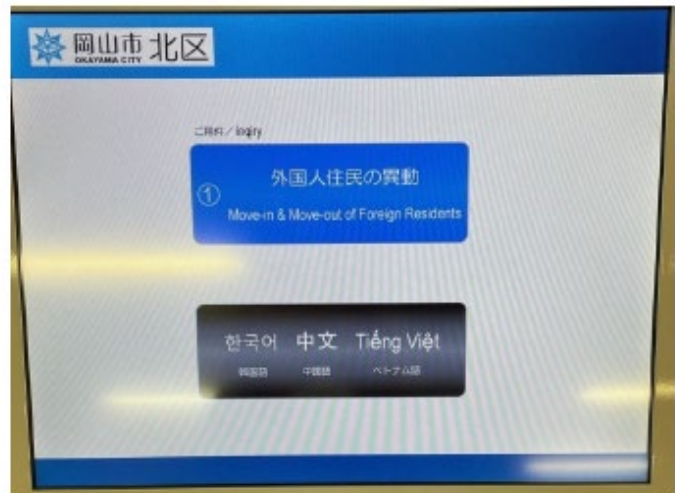 岡山市 北区
OKAYAMA CITY
ご用件／Inqiry
① 外国人住民の異動
Move-in & Move-out of Foreign Residents
한국어 中文 Tiếng Việt
韓国語 中国語 ベトナム語